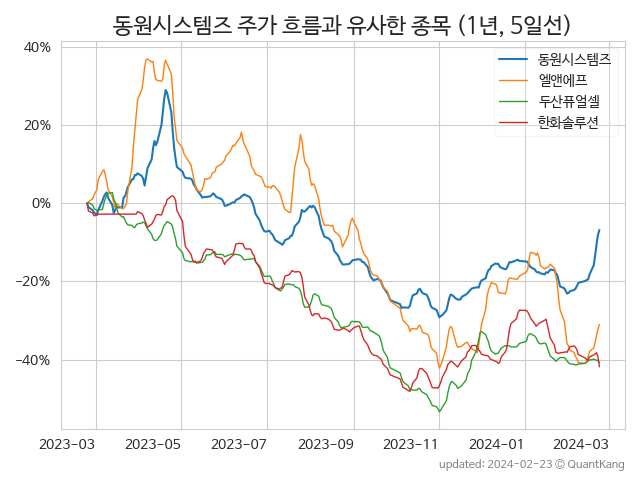 동원시스템즈 주가 흐름과 유사한 종목 (1년, 5일선)
동원시스템즈
엘앤에프
두산퓨얼셀
한화솔루션
40%
20%
0%
−20%
−40%
2023-03 2023-05 2023-07 2023-09 2023-11 2024-01 2024-03
updated: 2024-02-23 © QuantKang